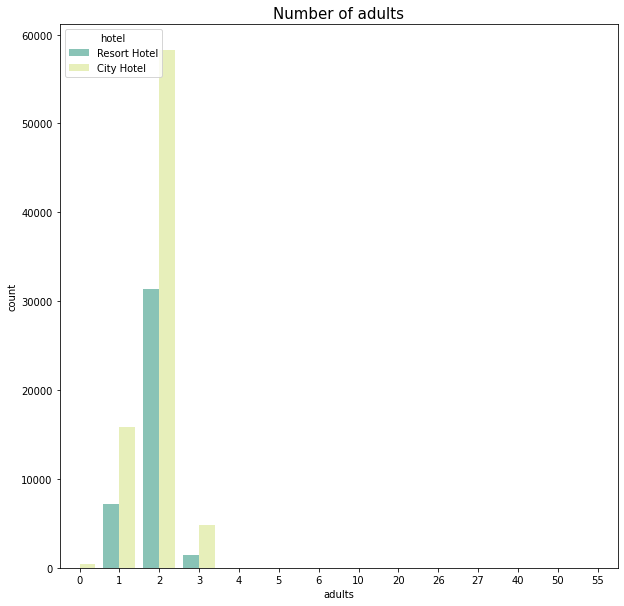 Number of adults
hotel
Resort Hotel
City Hotel
60000
50000
40000
30000
20000
10000
0
count
0 1 2 3 4 5 6 10 20 26 27 40 50 55
adults